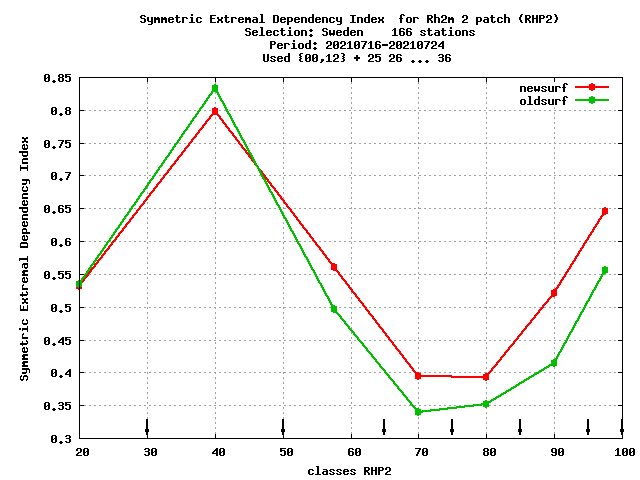 Symmetric Extremal Dependency Index  for Rh2m 2 patch (RHP2)
Selection: Sweden    166 stations
Period: 20210716-20210724
Used {00,12} + 25 26 ... 36
newsurf
oldsurf
Symmetric Extremal Dependency Index
0.85
0.8
0.75
0.7
0.65
0.6
0.55
0.5
0.45
0.4
0.35
0.3
20 30 40 50 60 70 80 90 100
classes RHP2